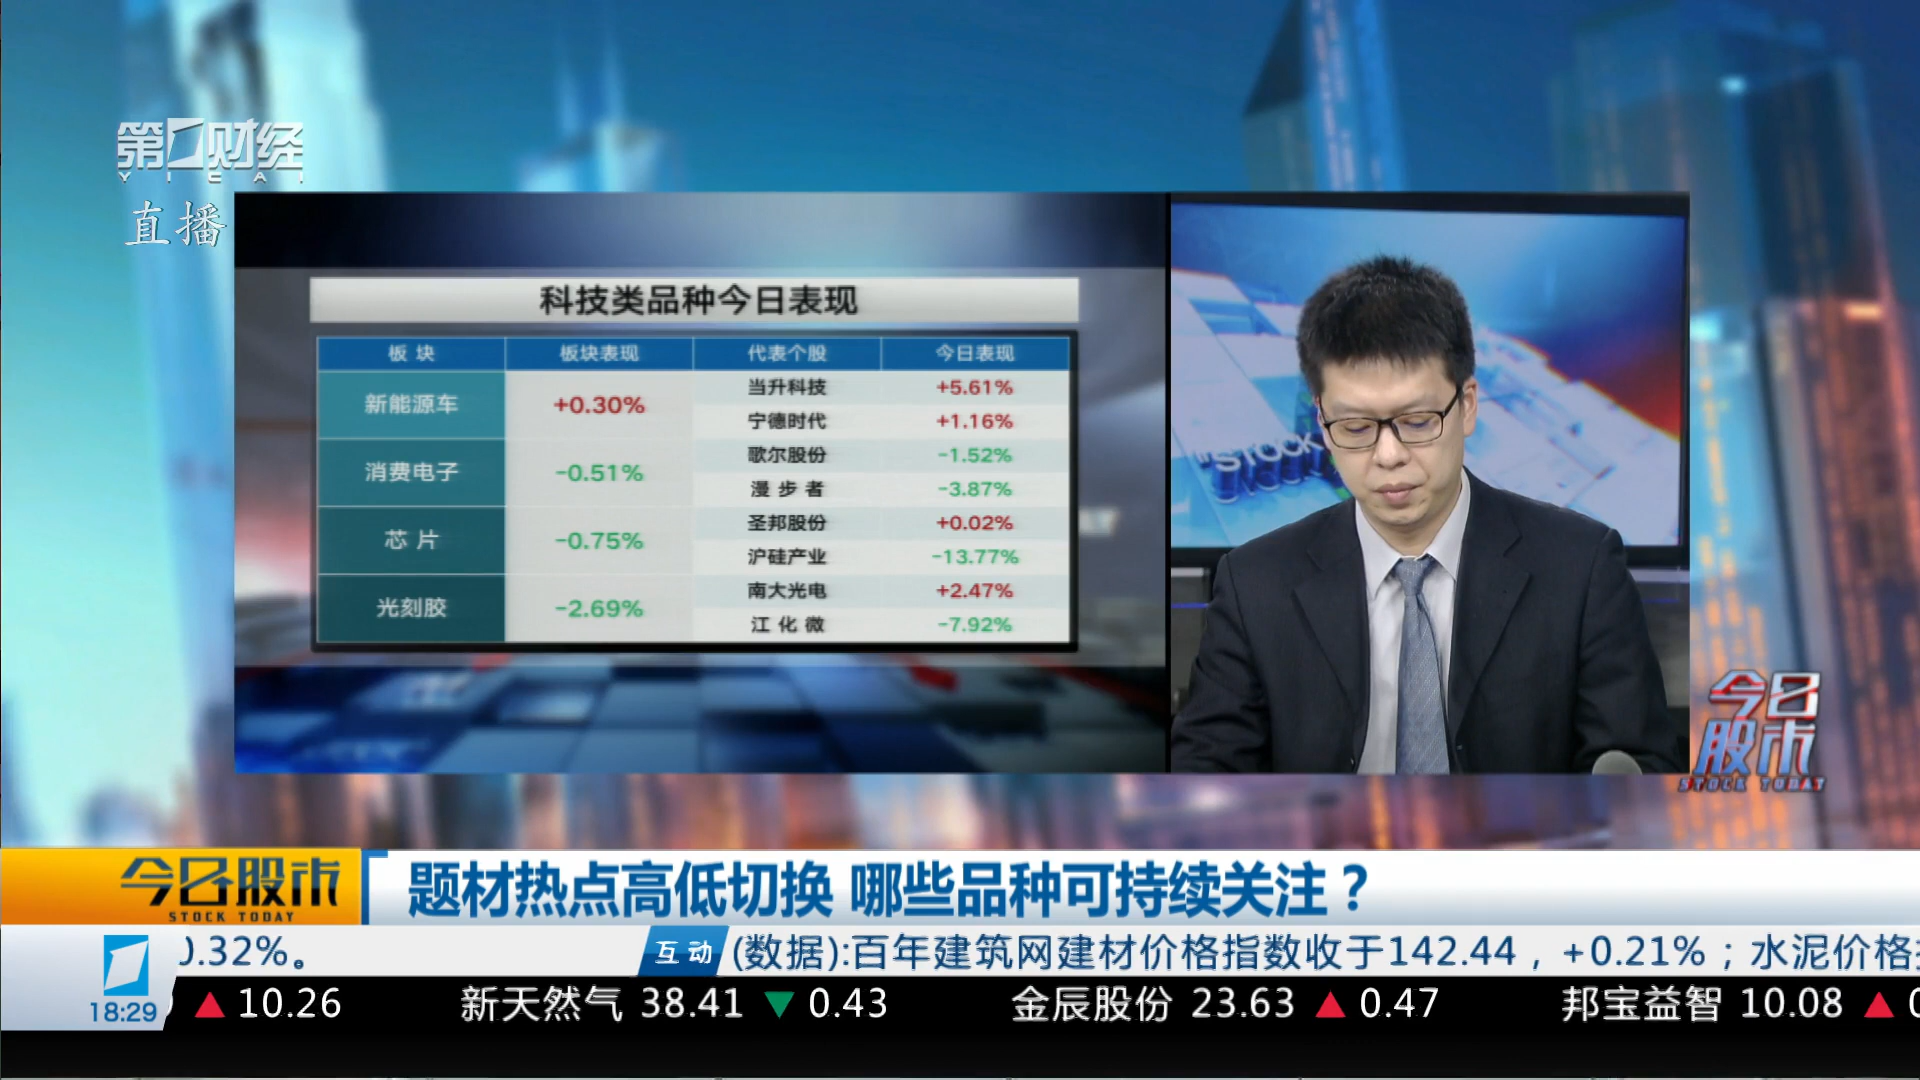 第一财经
YICAI
直播
科技类品种今日表现
板块 板块表现 代表个股 今日表现
新能源车 +0.30% 当升科技 +5.61%
宁德时代 +1.16%
消费电子 -0.51% 歌尔股份 -1.52%
漫步者 -3.87%
芯片 -0.75% 圣邦股份 +0.02%
沪硅产业 -13.77%
光刻胶 -2.69% 南大光电 +2.47%
江化微 -7.92%
STOCK
今日股市
STOCK TODAY
今日股市
STOCK TODAY
题材热点高低切换 哪些品种可持续关注？
0.32%。 互动 (数据):百年建筑网建材价格指数收于142.44，+0.21%；水泥价格
18:29 ▲ 10.26 新天然气 38.41 ▼ 0.43 金辰股份 23.63 ▲ 0.47 邦宝益智 10.08 ▲